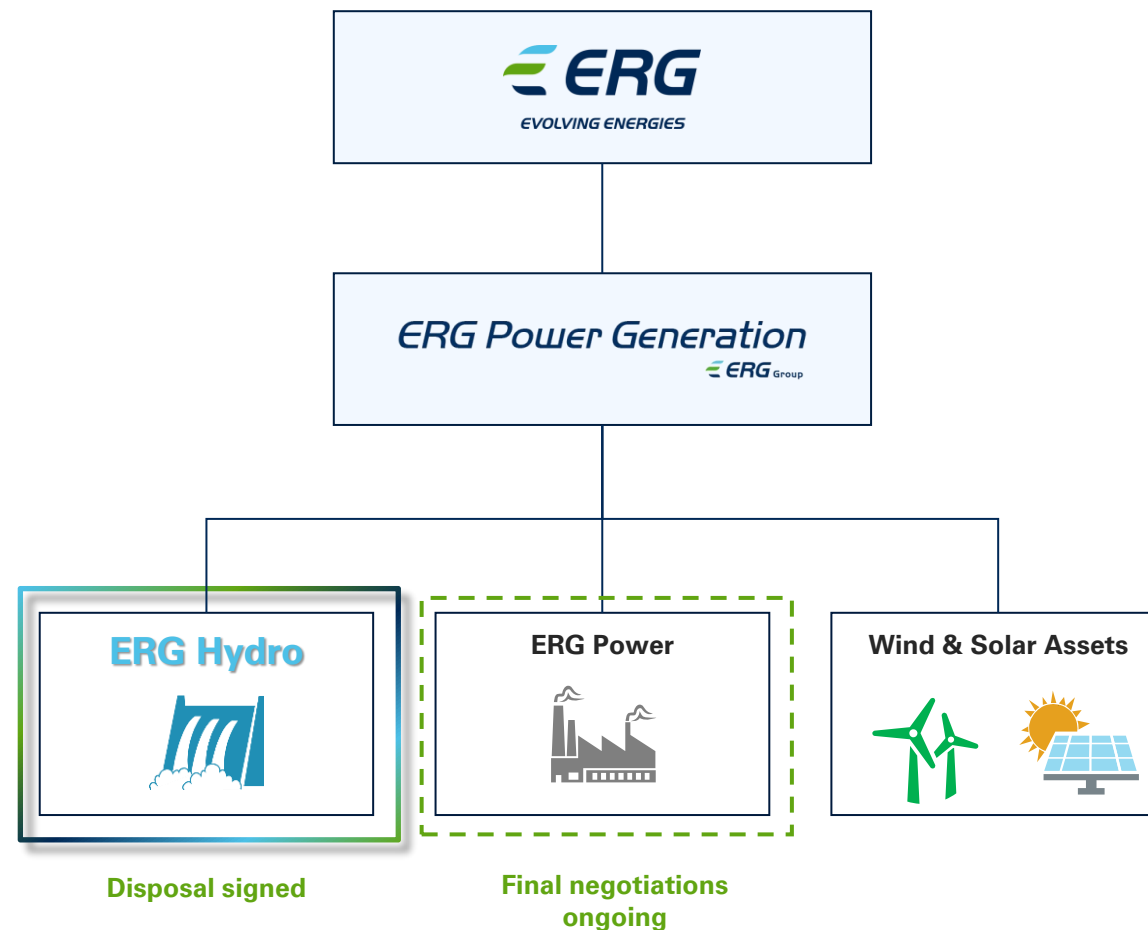 ERG
EVOLVING ENERGIES
ERG Power Generation
ERG Group
ERG Hydro
ERG Power
Wind & Solar Assets
Disposal signed
Final negotiations
ongoing